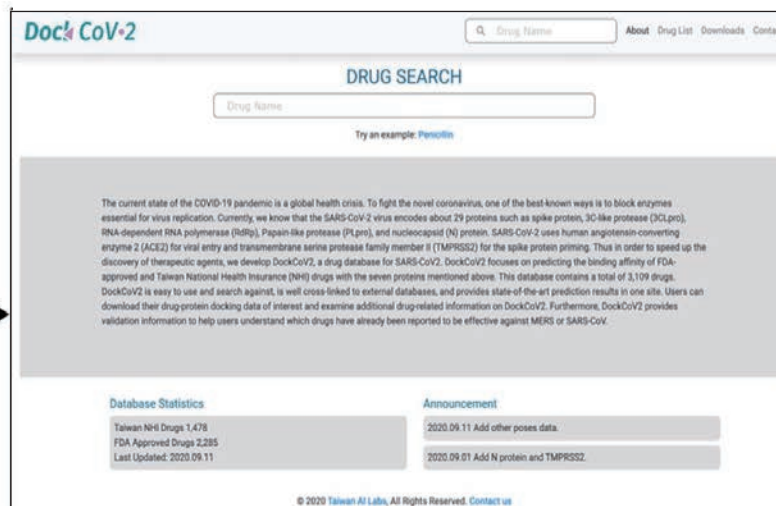 Dock CoV·2
Drug Name
About Drug List Downloads Conta
DRUG SEARCH
Drug Name
Try an example: Penicillin
The current state of the COVID-19 pandemic is a global health crisis. To fight the novel coronavirus, one of the best-known ways is to block enzymes
essential for virus replication. Currently, we know that the SARS-CoV-2 virus encodes about 29 proteins such as spike protein, 3C-like protease (3CLpro),
RNA-dependent RNA polymerase (RdRp), Papain-like protease (PLpro), and nucleocapsid (N) protein. SARS-CoV-2 uses human angiotensin-converting
enzyme 2 (ACE2) for viral entry and transmembrane serine protease family member II (TMPRSS2) for the spike protein priming. Thus in order to speed up the
discovery of therapeutic agents, we develop DockCoV2, a drug database for SARS-CoV2. DockCoV2 focuses on predicting the binding affinity of FDA-
approved and Taiwan National Health Insurance (NHI) drugs with the seven proteins mentioned above. This database contains a total of 3,109 drugs.
DockCoV2 is easy to use and search against, is well cross-linked to external databases, and provides state-of-the-art prediction results in one site. Users can
download their drug-protein docking data of interest and examine additional drug-related information on DockCoV2. Furthermore, DockCoV2 provides
validation information to help users understand which drugs have already been reported to be effective against MERS or SARS-CoV.
Database Statistics
Taiwan NHI Drugs 1,478
FDA Approved Drugs 2,285
Last Updated: 2020.09.11
Announcement
2020.09.11 Add other poses data.
2020.09.01 Add N protein and TMPRSS2.
© 2020 Taiwan AI Labs, All Rights Reserved. Contact us